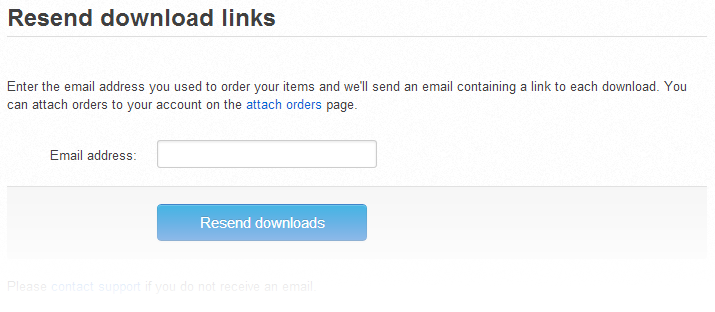 Resend download links
Enter the email address you used to order your items and we'll send an email containing a link to each download. You
can attach orders to your account on the attach orders page.
Email address:
Resend downloads
Please contact support if you do not receive an email